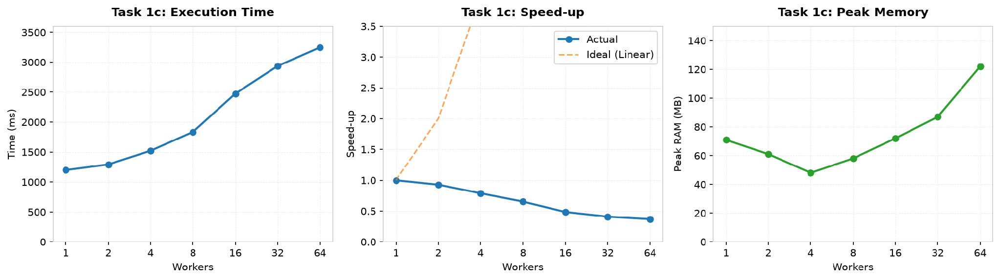 Task 1c: Execution Time
3500
3000
2500
2000
1500
1000
500
0
Time (ms)
1 2 4 8 16 32 64
Workers
Task 1c: Speed-up
3.5
3.0
2.5
2.0
1.5
1.0
0.5
0.0
Speed-up
Actual
Ideal (Linear)
1 2 4 8 16 32 64
Workers
Task 1c: Peak Memory
140
120
100
80
60
40
20
0
Peak RAM (MB)
1 2 4 8 16 32 64
Workers